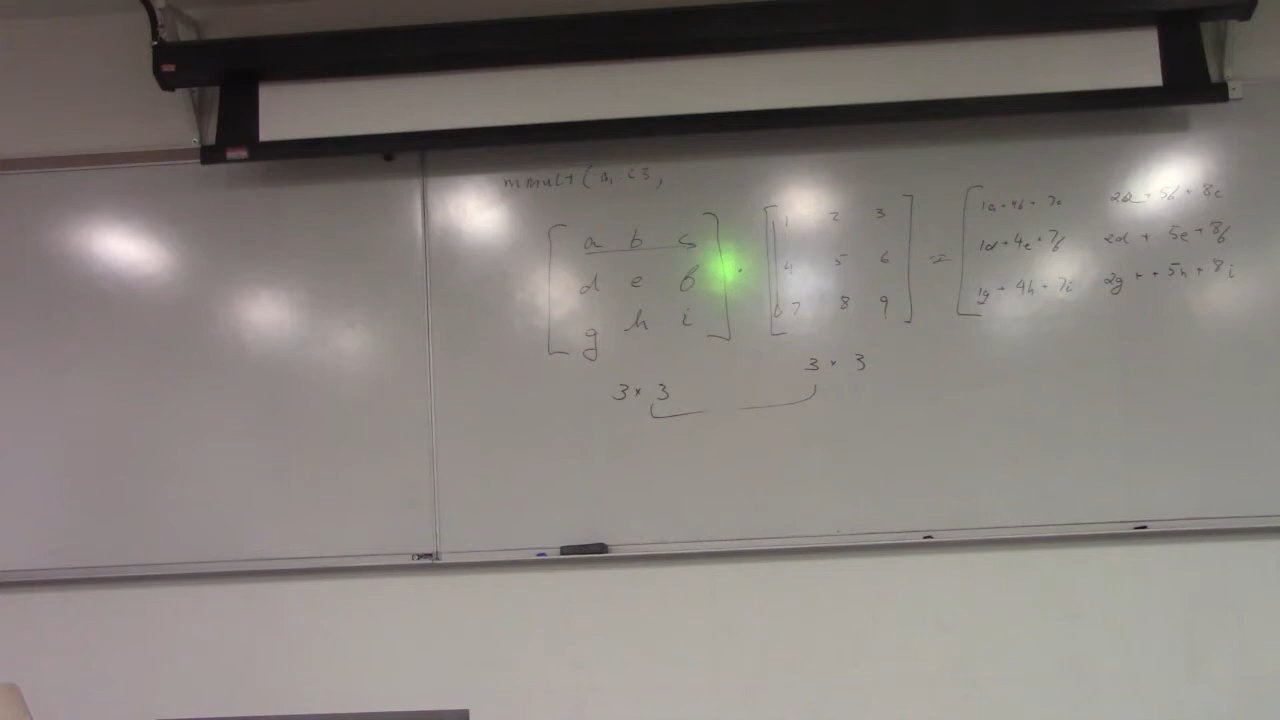 mmult(
a b c 1 2 3 1a + 4b + 7c 2a + 5b + 8c
d e f · 4 5 6 = 1d + 4e + 7f 2d + 5e + 8f
g h i 7 8 9 1g + 4h + 7i 2g + + 5h + 8i
3 × 3
3 × 3